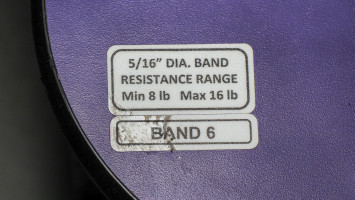 5/16” DIA. BAND
RESISTANCE RANGE
Min 8 lb Max 16 lb
BAND 6